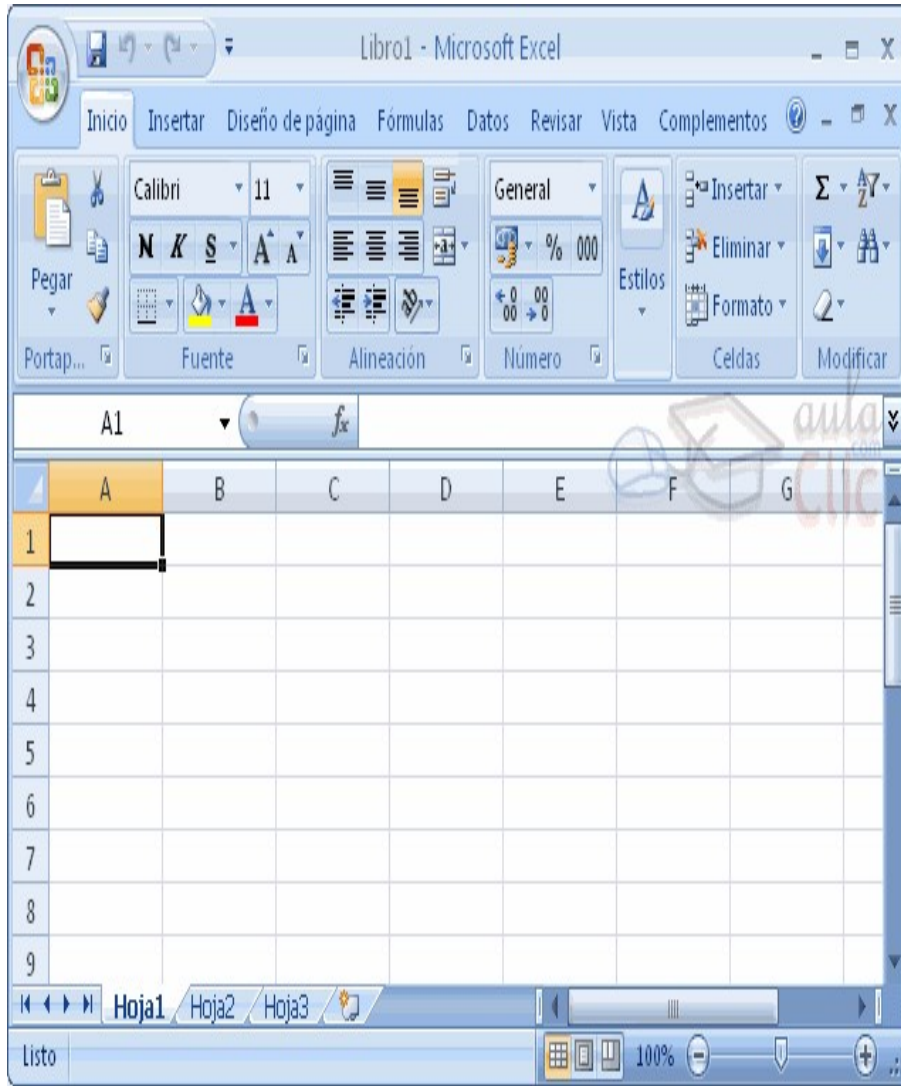 Libro1 - Microsoft Excel
Inicio Insertar Diseño de página Fórmulas Datos Revisar Vista Complementos
Calibri 11 General Insertar Σ
N K S A A % 000 Eliminar
Pegar Estilos Formato
Portap... Fuente Alineación Número Celdas Modificar
A1 fx
aula
com
Clic
A B C D E F G
1
2
3
4
5
6
7
8
9
Hoja1 Hoja2 Hoja3
Listo 100%